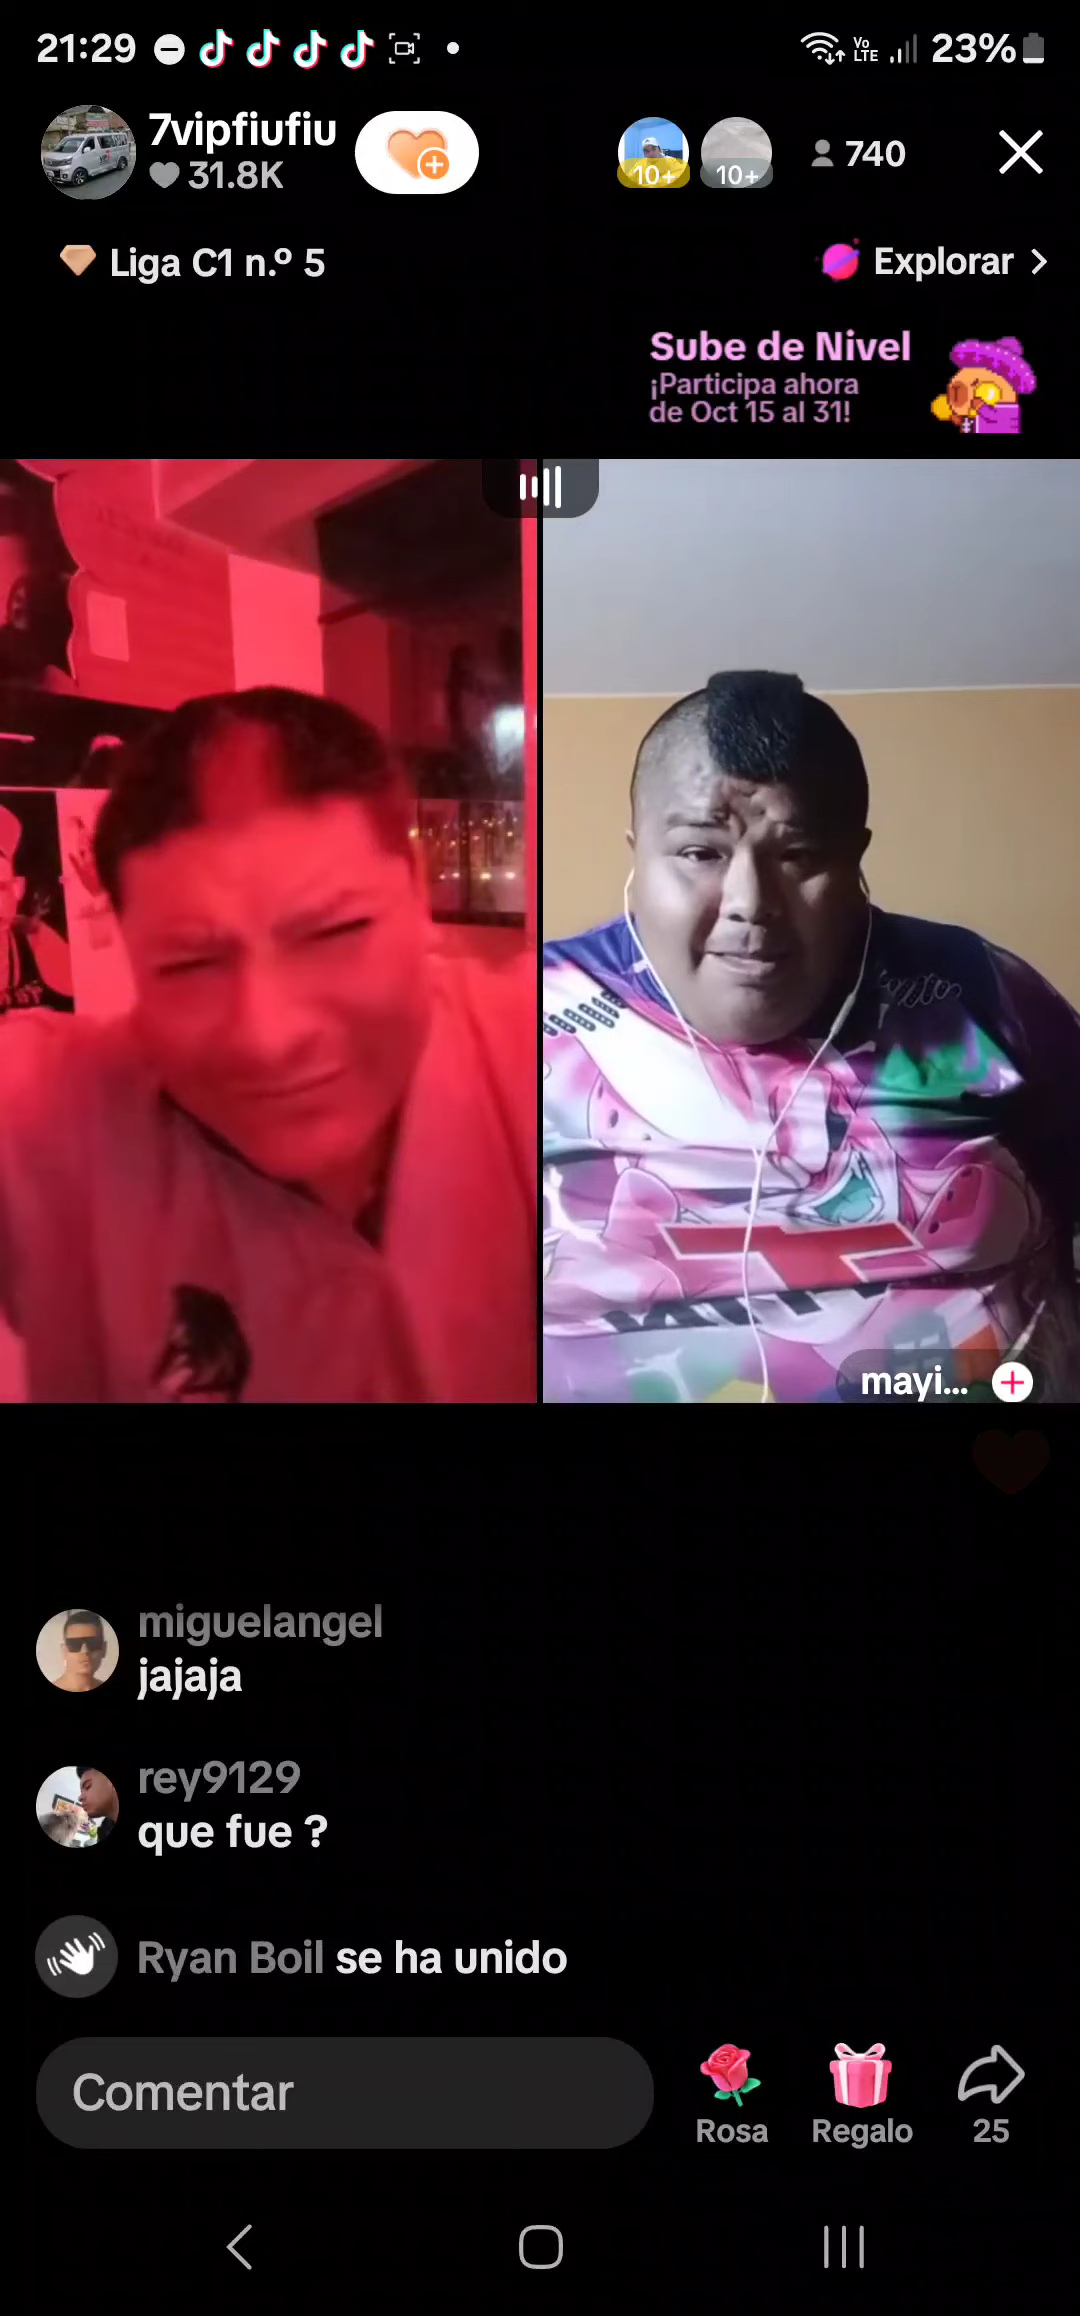 21:29
Vo
LTE
23%
7vipfiufiu
31.8K
10+
10+
740
Liga C1 n.º 5
Explorar
Sube de Nivel
¡Participa ahora
de Oct 15 al 31!
mayi...
miguelangel
jajaja
rey9129
que fue ?
Ryan Boil se ha unido
Comentar
Rosa
Regalo
25